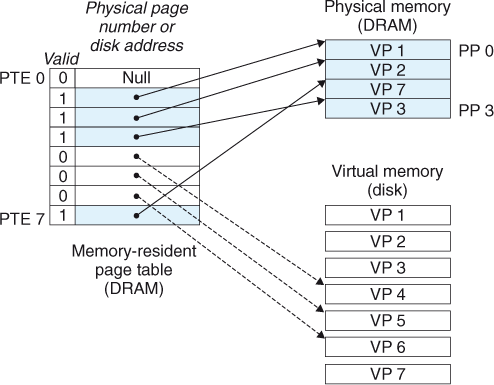 Physical page
number or
disk address
Physical memory
(DRAM)
Valid
PTE 0 0 Null
1
1
1
0
0
0
PTE 7 1
VP 1 PP 0
VP 2
VP 7
VP 3 PP 3
Memory-resident
page table
(DRAM)
Virtual memory
(disk)
VP 1
VP 2
VP 3
VP 4
VP 5
VP 6
VP 7